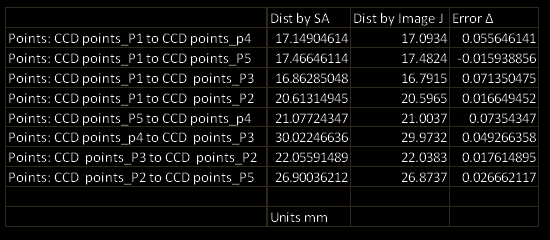 Dist by SA Dist by Image J Error Δ
Points: CCD points_P1 to CCD points_p4 17.14904614 17.0934 0.055646141
Points: CCD points_P1 to CCD points_P5 17.46646114 17.4824 -0.015938856
Points: CCD points_P1 to CCD points_P3 16.86285048 16.7915 0.071350475
Points: CCD points_P1 to CCD points_P2 20.61314945 20.5965 0.016649452
Points: CCD points_P5 to CCD points_p4 21.07724347 21.0037 0.07354347
Points: CCD points_p4 to CCD points_P3 30.02246636 29.9732 0.049266358
Points: CCD points_P3 to CCD points_P2 22.05591489 22.0383 0.017614895
Points: CCD points_P2 to CCD points_P5 26.90036212 26.8737 0.026662117
Units mm